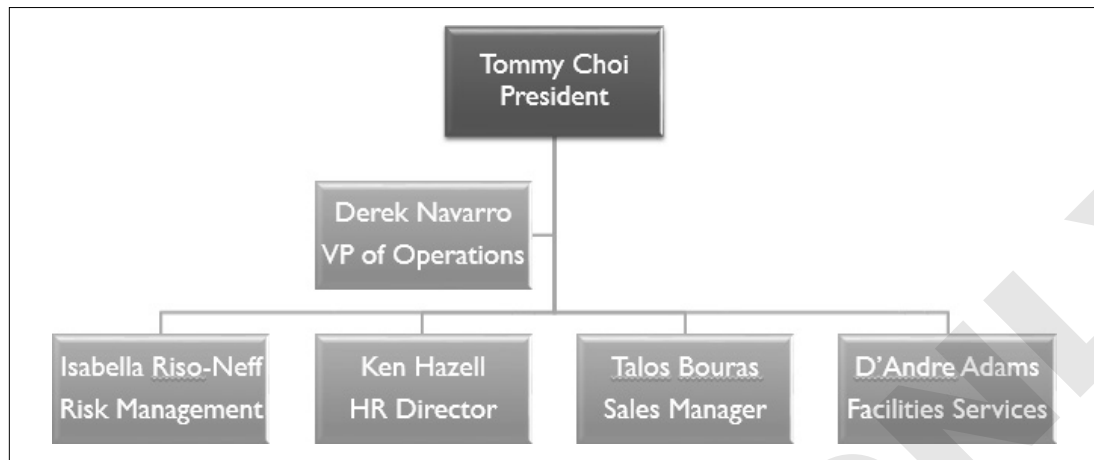 Tommy Choi
President
Derek Navarro
VP of Operations
Isabella Riso-Neff
Risk Management
Ken Hazell
HR Director
Talos Bouras
Sales Manager
D'Andre Adams
Facilities Services